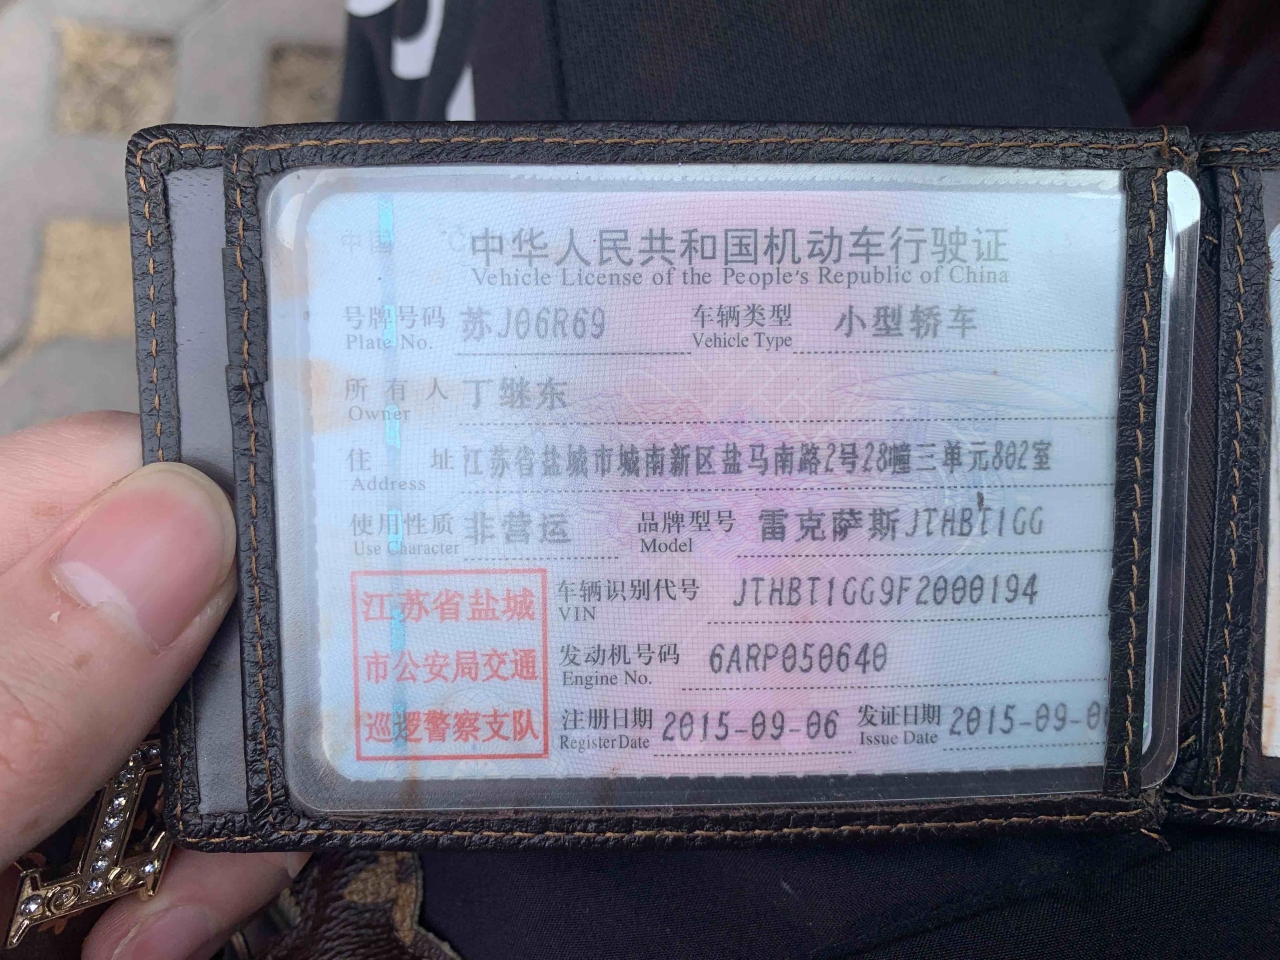 中华人民共和国机动车行驶证
Vehicle License of the People's Republic of China
号牌号码 苏J06R69 车辆类型 小型轿车
Plate No. Vehicle Type
所有人 丁继东
Owner
住址 江苏省盐城市城南新区盐马南路2号28幢三单元802室
Address
使用性质 非营运 品牌型号 雷克萨斯JTHBT1GG
Use Character Model
车辆识别代号 JTHBT1GG9F2000194
VIN
发动机号码 6ARP050640
Engine No.
注册日期 2015-09-06 发证日期 2015-09-0
Register Date Issue Date
江苏省盐城
市公安局交通
巡逻警察支队